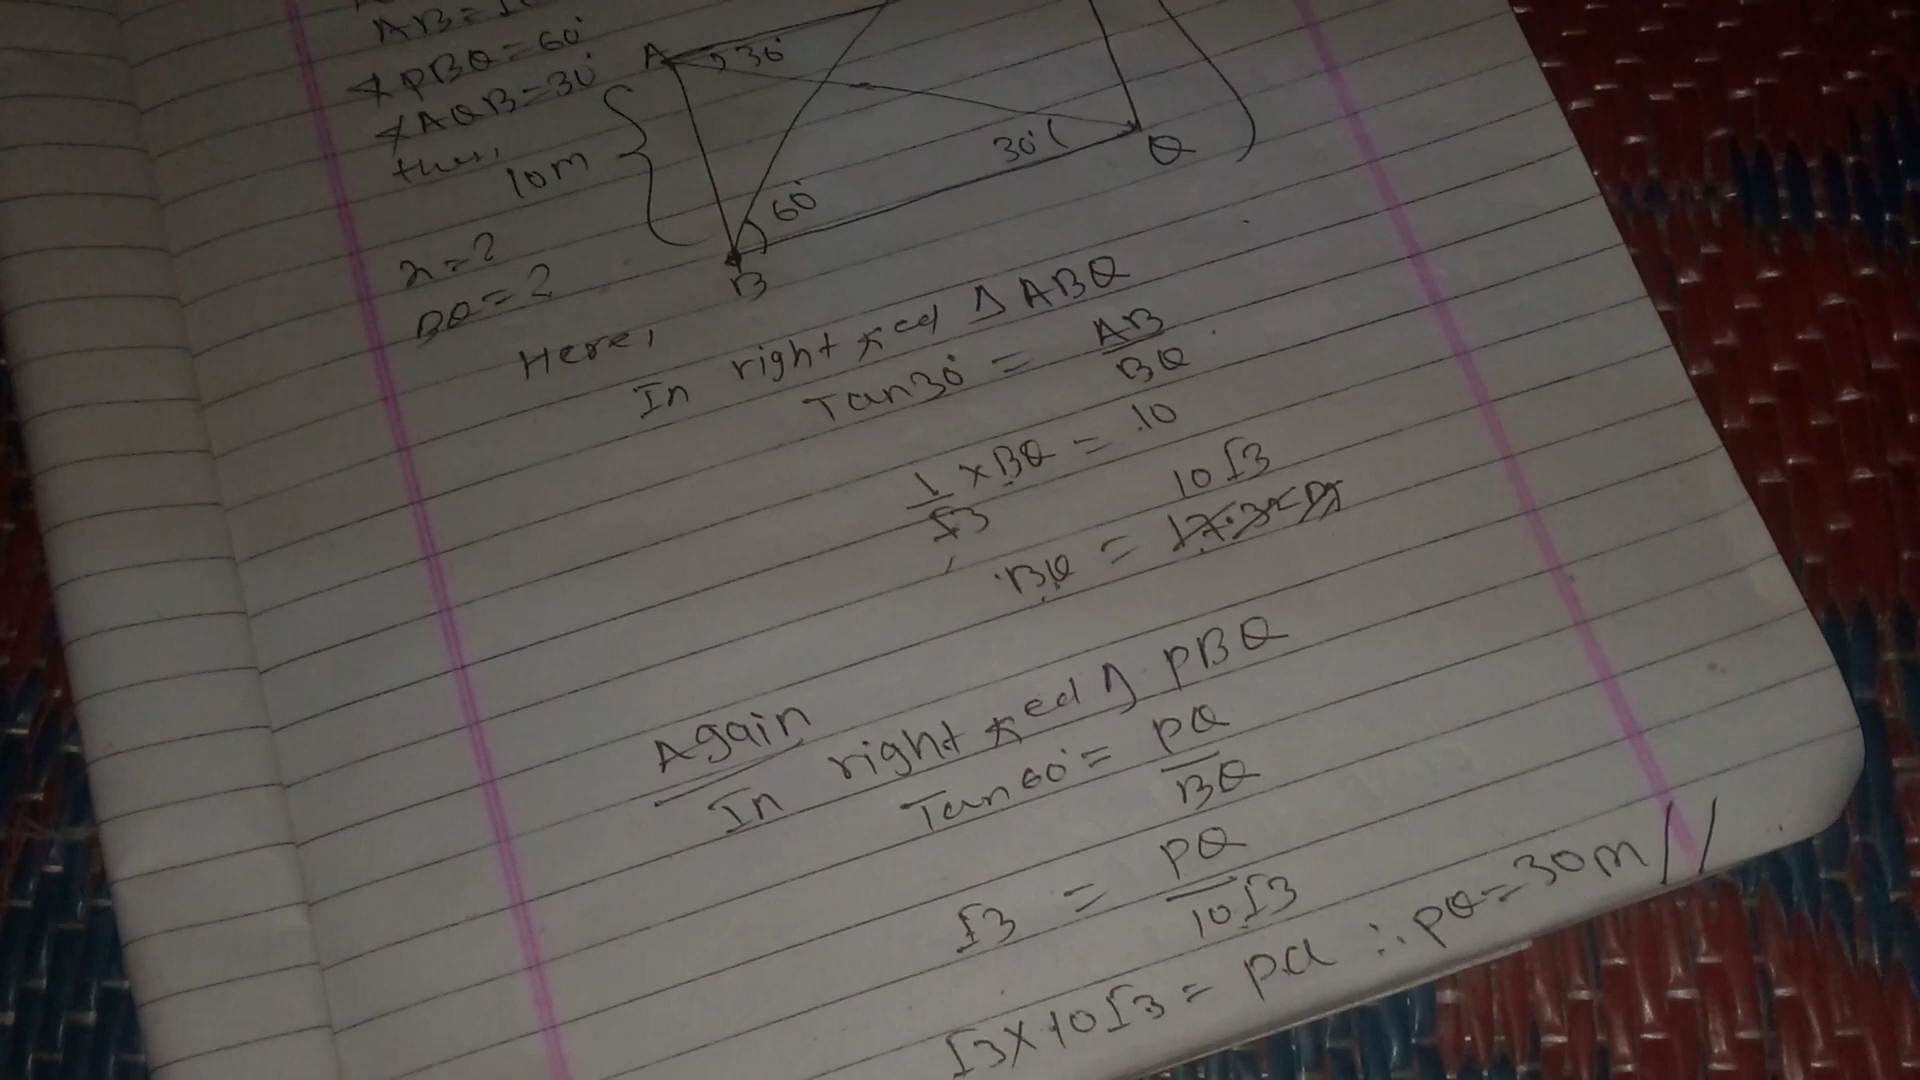 AB = 1
∠PBQ = 60°
∠AQB = 30°
then,
A 30°
10m
30° Q
60°
B
x = ?
BQ = ?
Here,
In right ∠ed Δ ABQ
Tan30° = AB/BQ
1/√3 × BQ = 10
10√3
BQ =
Again
In right ∠ed Δ PBQ
Tan60° = PQ/BQ
√3 = PQ/10√3
√3 × 10√3 = PQ ∴ PQ = 30m //